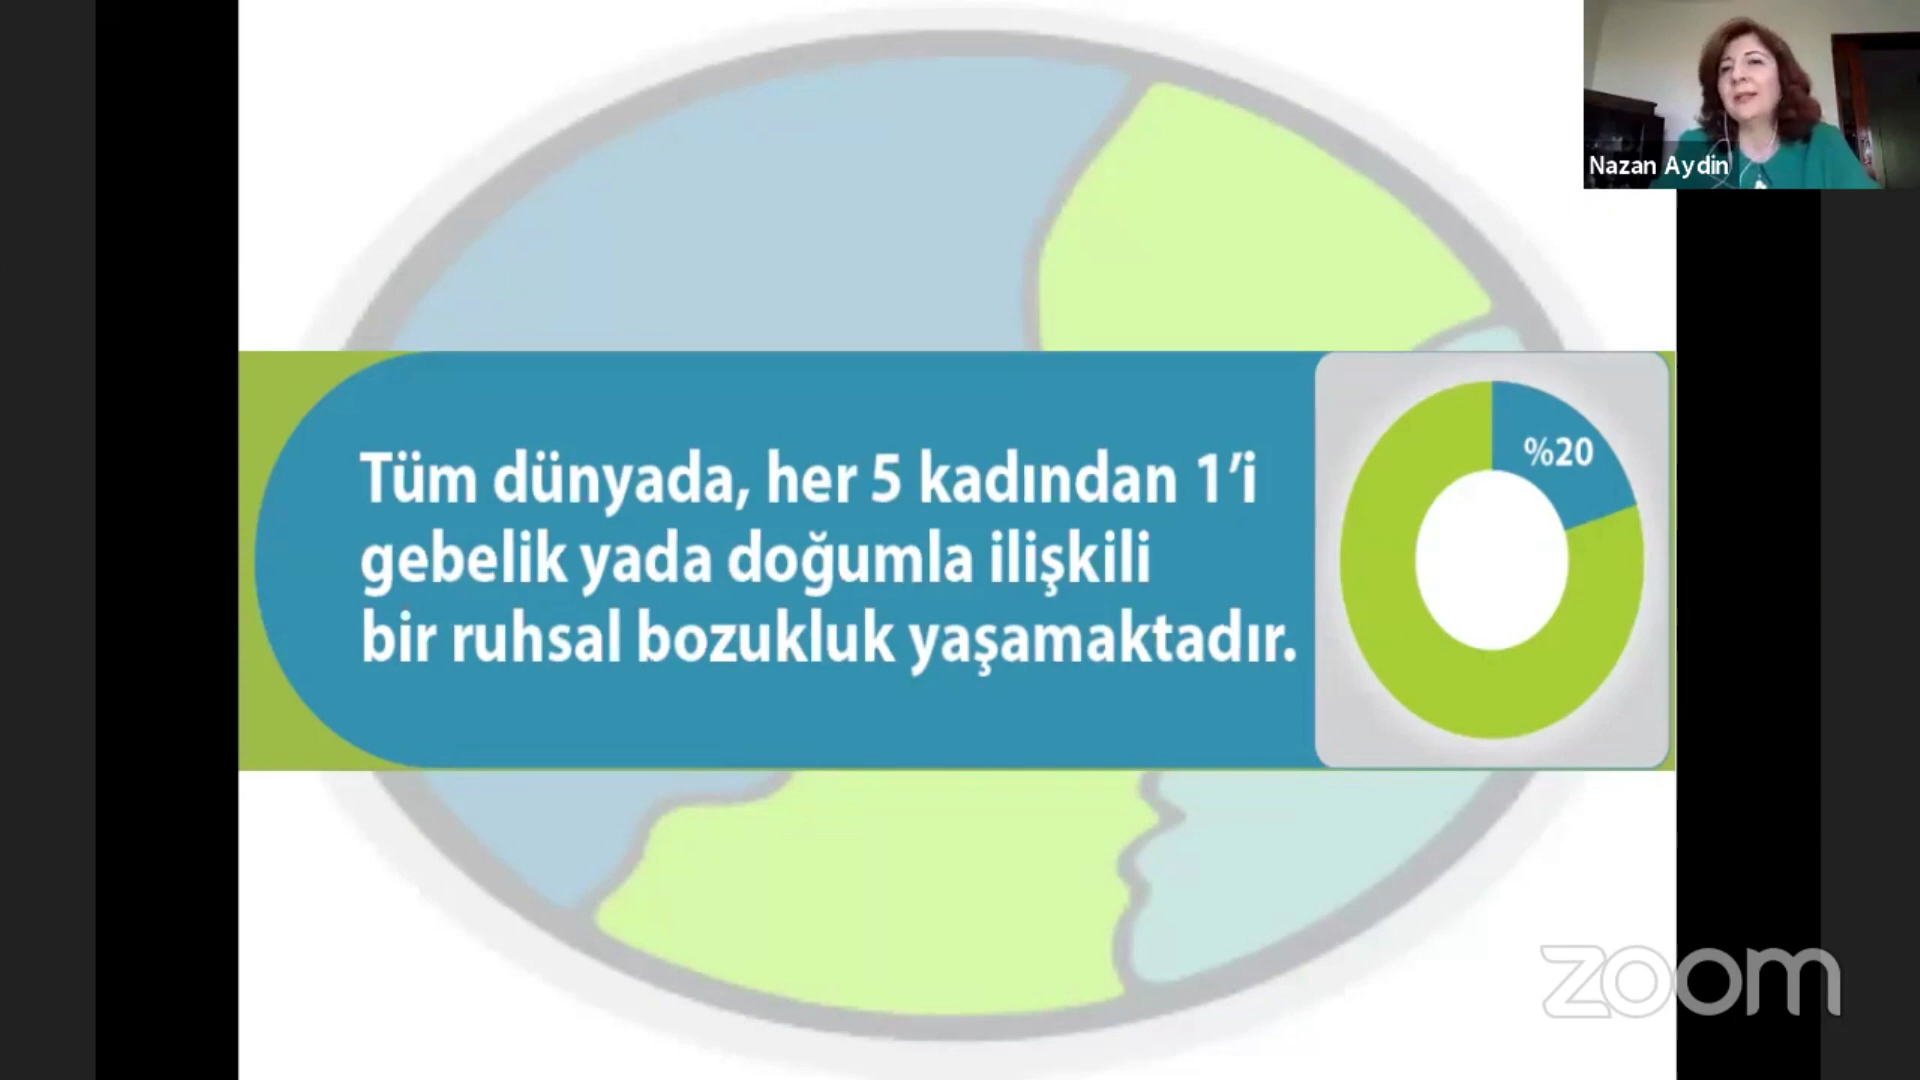 Nazan Aydin
Tüm dünyada, her 5 kadından 1’i
gebelik yada doğumla ilişkili
bir ruhsal bozukluk yaşamaktadır.
%20
zoom